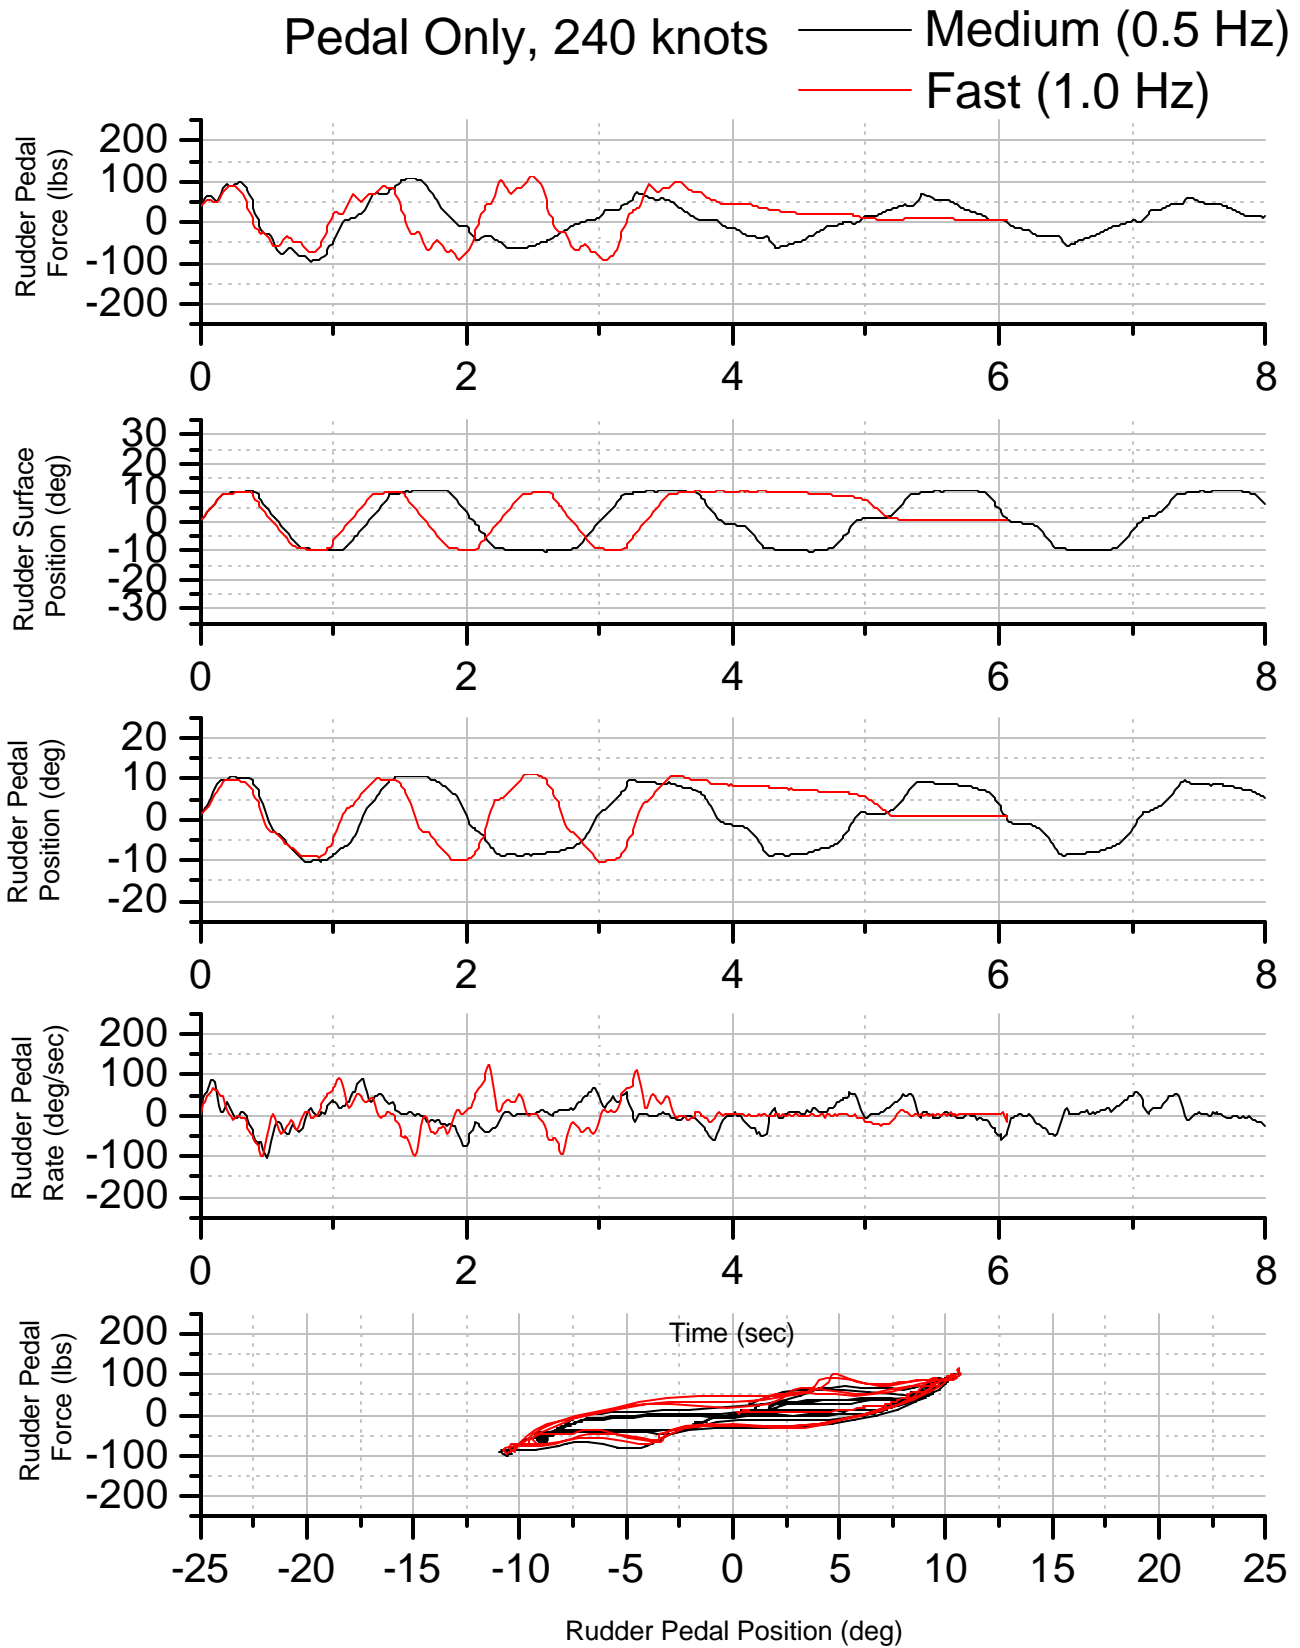 Pedal Only, 240 knots
Medium (0.5 Hz)
Fast (1.0 Hz)
Rudder Pedal
Force (lbs)
200
100
0
-100
-200
0 2 4 6 8
Rudder Surface
Position (deg)
30
20
10
0
-10
-20
-30
0 2 4 6 8
Rudder Pedal
Position (deg)
20
10
0
-10
-20
0 2 4 6 8
Rudder Pedal
Rate (deg/sec)
200
100
0
-100
-200
0 2 4 6 8
Time (sec)
Rudder Pedal
Force (lbs)
200
100
0
-100
-200
-25 -20 -15 -10 -5 0 5 10 15 20 25
Rudder Pedal Position (deg)